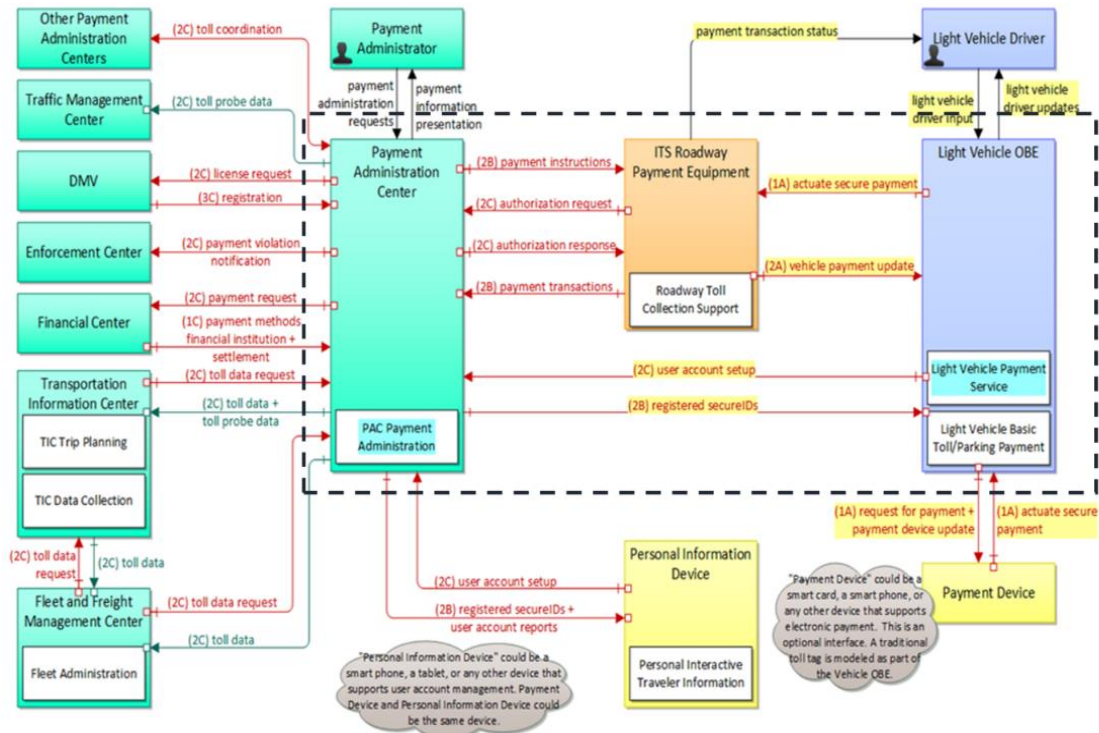 Other Payment
Administration
Centers
(2C) toll coordination
Payment
Administrator
payment transaction status
Light Vehicle Driver
Traffic Management
Center
(2C) toll probe data
payment
administration
requests
payment
information
presentation
light vehicle
driver input
light vehicle
driver updates
DMV
(2C) license request
(3C) registration
Payment
Administration
Center
(2B) payment instructions
ITS Roadway
Payment Equipment
(1A) actuate secure payment
Light Vehicle OBE
(2C) authorization request
Enforcement Center
(2C) payment violation
notification
(2C) authorization response
(2A) vehicle payment update
(2B) payment transactions
Roadway Toll
Collection Support
Financial Center
(2C) payment request
(1C) payment methods
financial institution +
settlement
Transportation
Information Center
(2C) toll data request
(2C) user account setup
Light Vehicle Payment
Service
(2C) toll data +
toll probe data
(2B) registered secureIDs
TIC Trip Planning
PAC Payment
Administration
Light Vehicle Basic
Toll/Parking Payment
TIC Data Collection
(1A) request for payment +
payment device update
(1A) actuate secure
payment
(2C) toll data
request
(2C) toll data
Personal Information
Device
(2C) user account setup
Fleet and Freight
Management Center
(2C) toll data request
(2B) registered secureIDs +
user account reports
"Payment Device" could be a
smart card, a smart phone, or
any other device that supports
electronic payment. This is an
optional interface. A traditional
toll tag is modeled as part of
the Vehicle OBE.
Payment Device
(2C) toll data
Fleet Administration
"Personal Information Device" could be a
smart phone, a tablet, or any other device that
supports user account management. Payment
Device and Personal Information Device could
be the same device.
Personal Interactive
Traveler Information